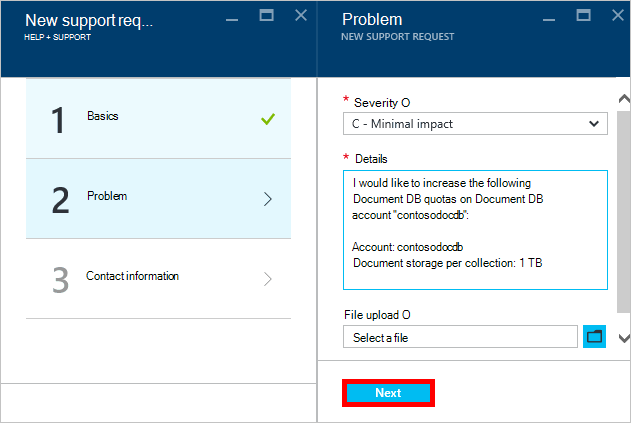 New support req...
HELP + SUPPORT
1
Basics
2
Problem
3
Contact information
Problem
NEW SUPPORT REQUEST
* Severity O
C - Minimal impact
* Details
I would like to increase the following
Document DB quotas on Document DB
account "contosodocdb":
Account: contosodocdb
Document storage per collection: 1 TB
File upload O
Select a file
Next